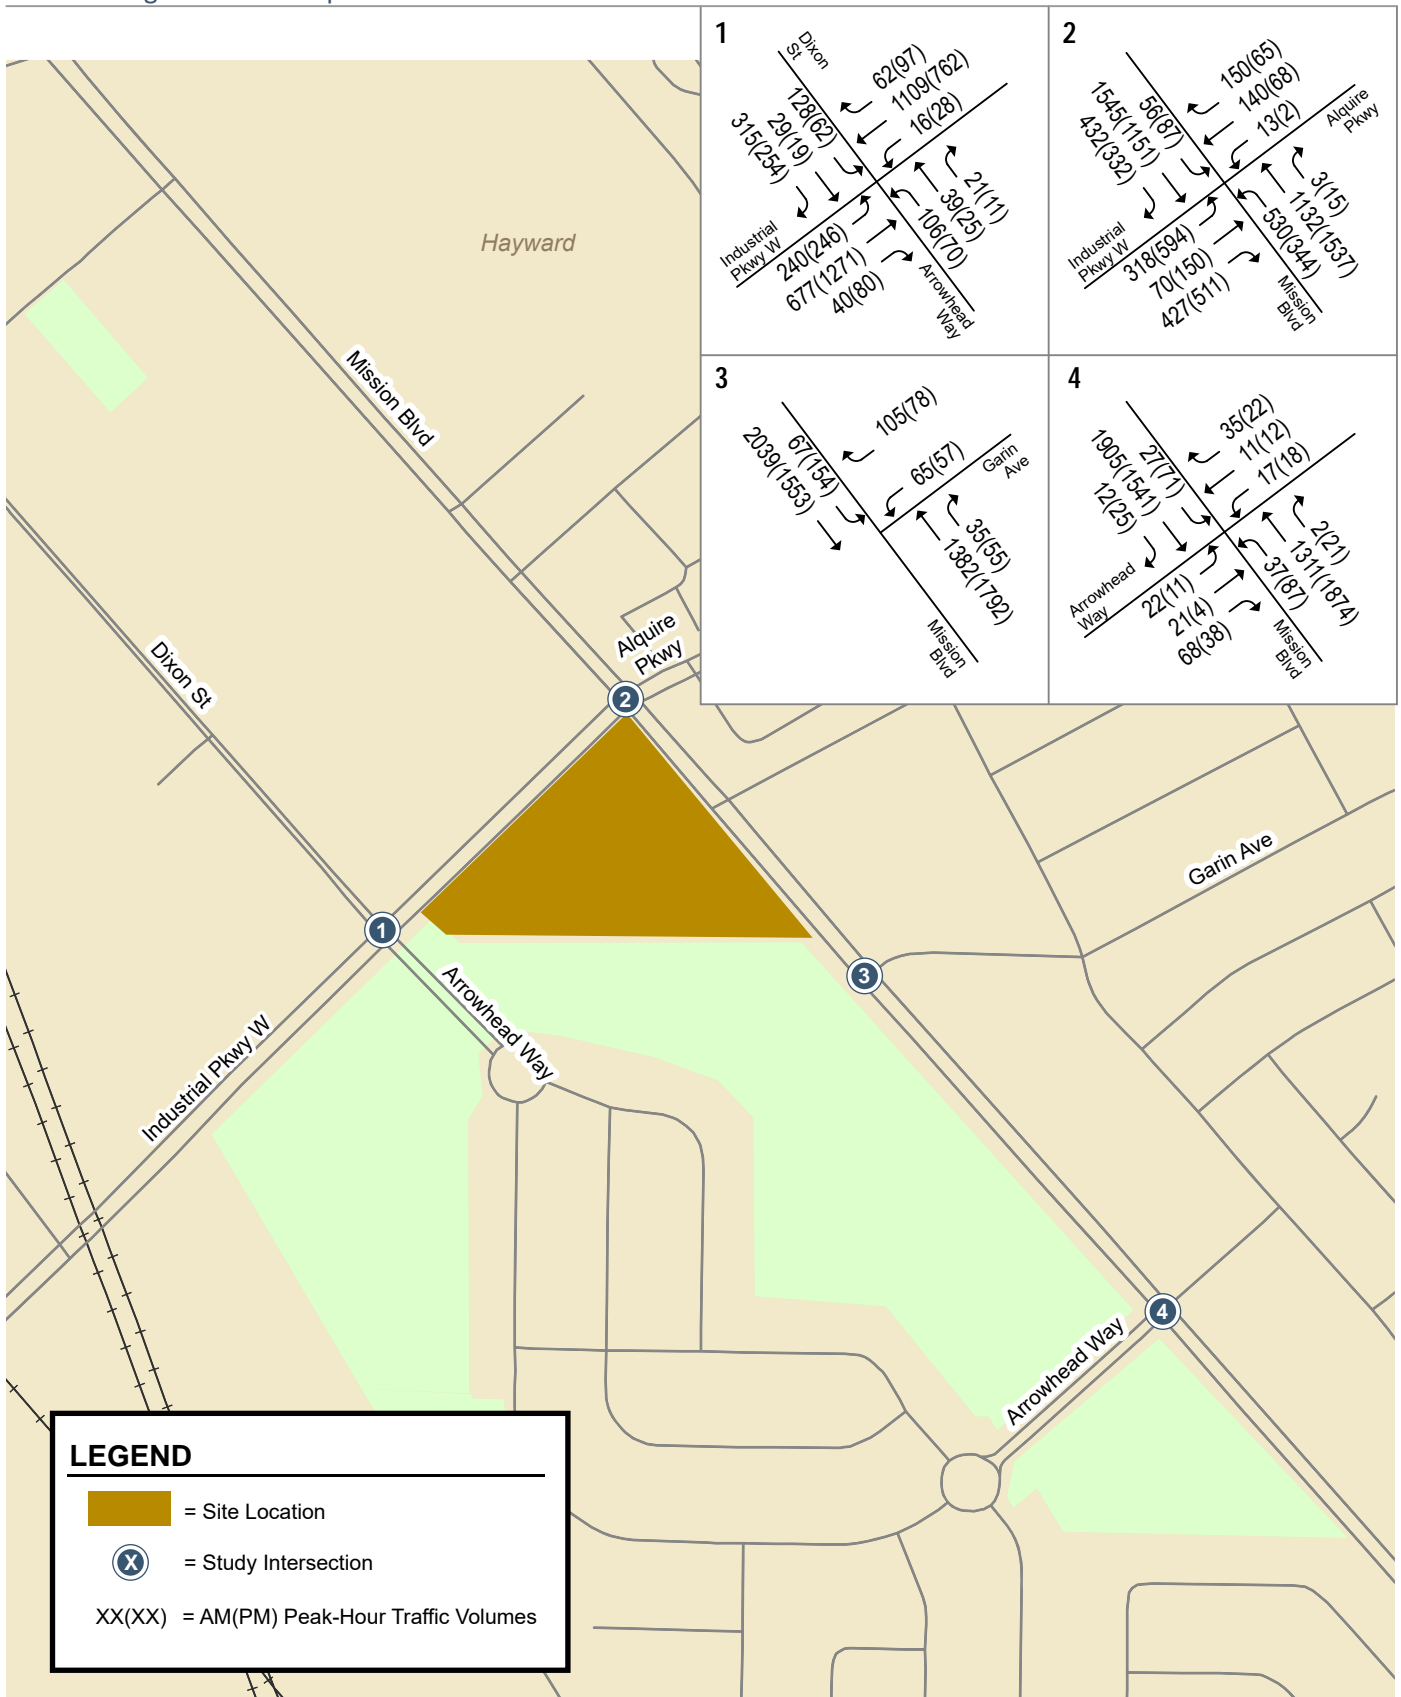 1
Dixon
St
62(97)
1109(762)
16(28)
128(62)
29(19)
315(254)
21(11)
39(25)
106(70)
Industrial
Pkwy W
240(246)
677(1271)
40(80)
Arrowhead
Way
2
150(65)
140(68)
13(2)
Alquire
Pkwy
56(87)
1545(1151)
432(332)
3(15)
1132(1537)
530(344)
Industrial
Pkwy W
318(594)
70(150)
427(511)
Mission
Blvd
3
105(78)
65(57)
Garin
Ave
67(154)
2039(1553)
35(55)
1382(1792)
Mission
Blvd
4
35(22)
11(12)
17(18)
27(71)
1905(1541)
12(25)
2(21)
1311(1874)
37(87)
Arrowhead
Way
22(11)
21(4)
68(38)
Mission
Blvd
Hayward
Mission Blvd
Alquire
Pkwy
Dixon St
2
Garin Ave
1
3
Arrowhead Way
Industrial Pkwy W
4
Arrowhead Way
LEGEND
= Site Location
X = Study Intersection
XX(XX) = AM(PM) Peak-Hour Traffic Volumes